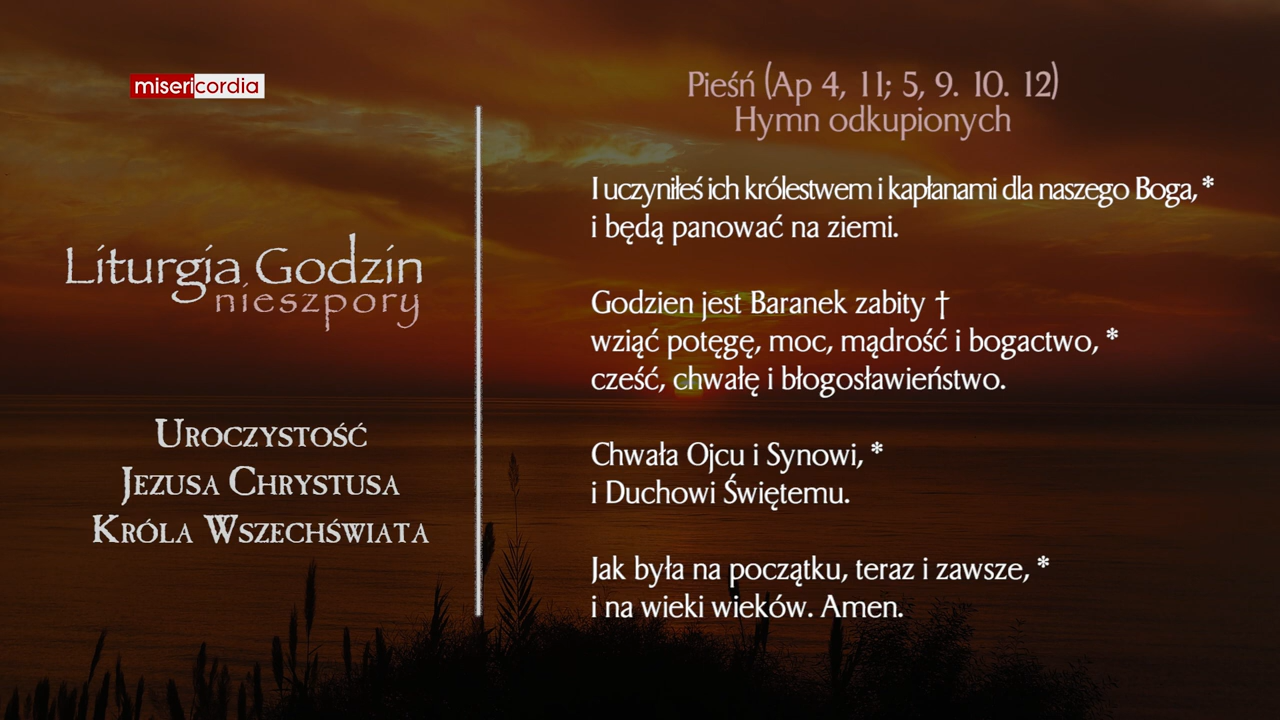 misericordia
Liturgia Godzin
nieszpory
Uroczystość
Jezusa Chrystusa
Króla Wszechświata
Pieśń (Ap 4, 11; 5, 9. 10. 12)
Hymn odkupionych
I uczyniłeś ich królestwem i kapłanami dla naszego Boga, *
i będą panować na ziemi.
Godzien jest Baranek zabity †
wziąć potęgę, moc, mądrość i bogactwo, *
cześć, chwałę i błogosławieństwo.
Chwała Ojcu i Synowi, *
i Duchowi Świętemu.
Jak była na początku, teraz i zawsze, *
i na wieki wieków. Amen.